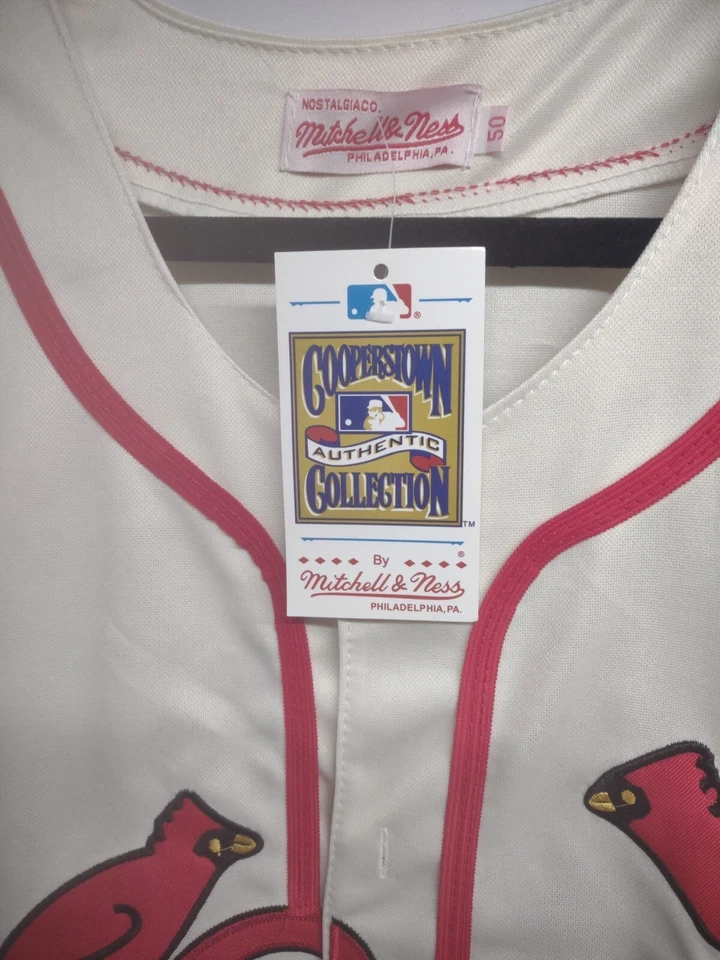 NOSTALGIACO.
Mitchell & Ness
PHILADELPHIA, PA.
50
®
COOPERSTOWN
AUTHENTIC
COLLECTION
TM
By
®
Mitchell & Ness
PHILADELPHIA, PA.